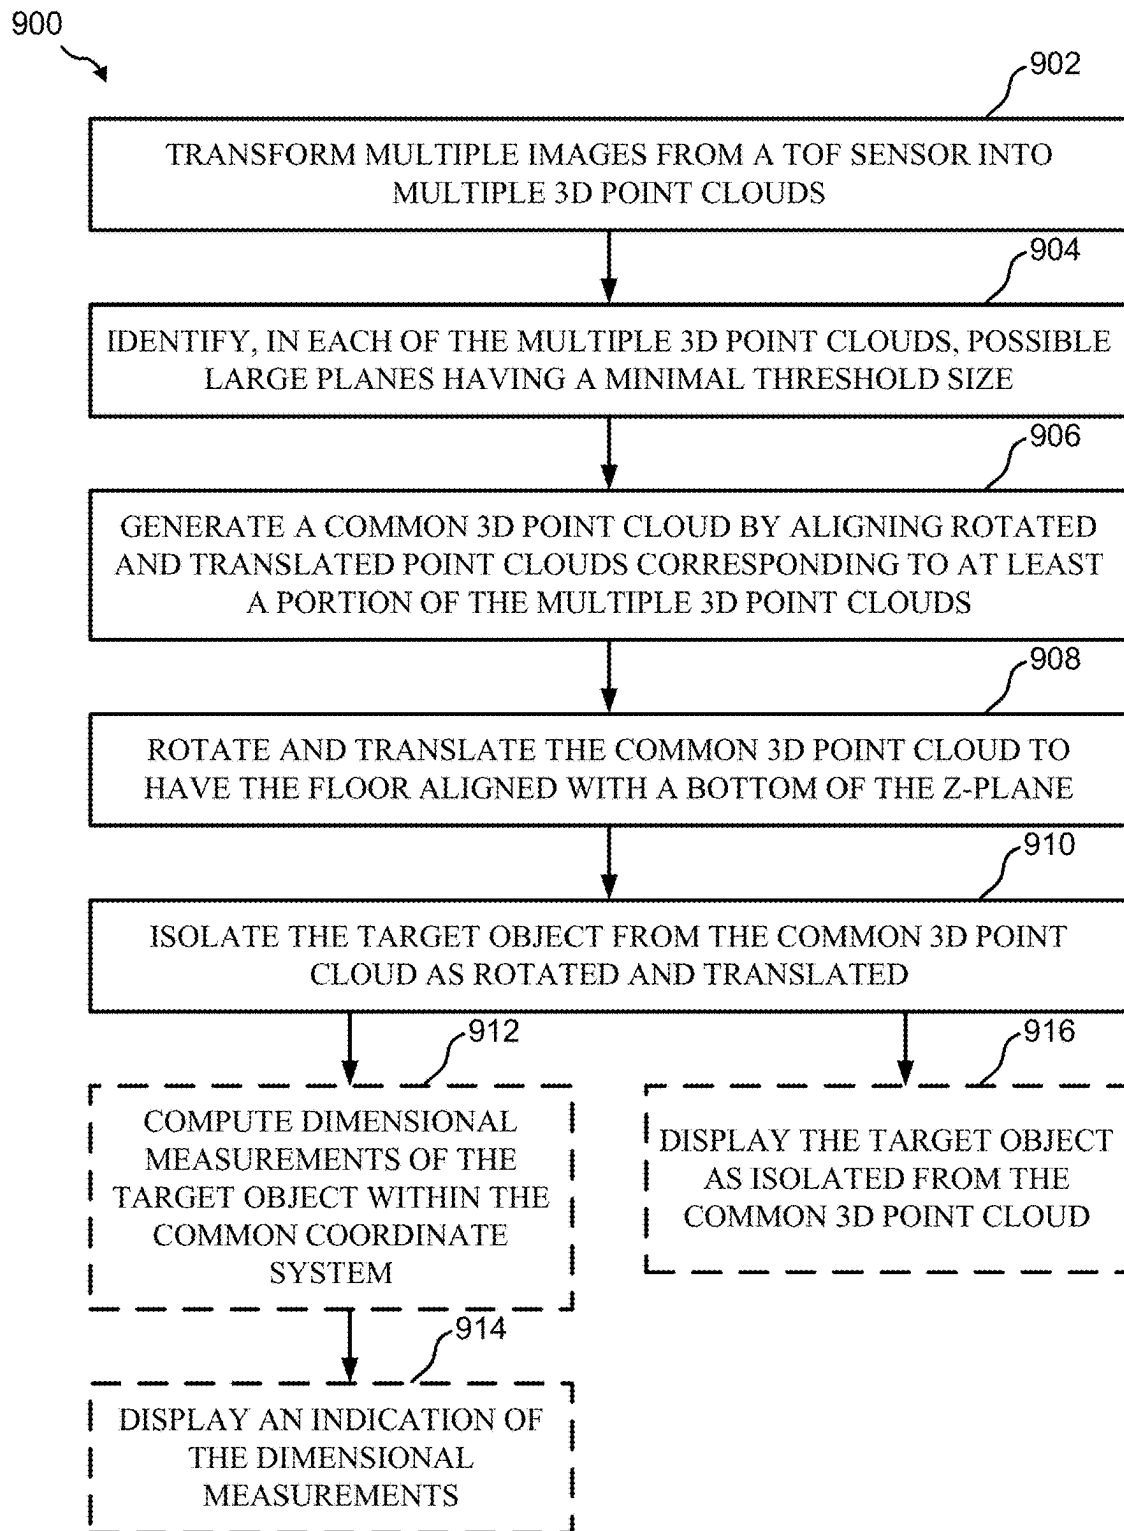 900
902
TRANSFORM MULTIPLE IMAGES FROM A TOF SENSOR INTO
MULTIPLE 3D POINT CLOUDS
904
IDENTIFY, IN EACH OF THE MULTIPLE 3D POINT CLOUDS, POSSIBLE
LARGE PLANES HAVING A MINIMAL THRESHOLD SIZE
906
GENERATE A COMMON 3D POINT CLOUD BY ALIGNING ROTATED
AND TRANSLATED POINT CLOUDS CORRESPONDING TO AT LEAST
A PORTION OF THE MULTIPLE 3D POINT CLOUDS
908
ROTATE AND TRANSLATE THE COMMON 3D POINT CLOUD TO
HAVE THE FLOOR ALIGNED WITH A BOTTOM OF THE Z-PLANE
910
ISOLATE THE TARGET OBJECT FROM THE COMMON 3D POINT
CLOUD AS ROTATED AND TRANSLATED
912
COMPUTE DIMENSIONAL
MEASUREMENTS OF THE
TARGET OBJECT WITHIN THE
COMMON COORDINATE
SYSTEM
916
DISPLAY THE TARGET OBJECT
AS ISOLATED FROM THE
COMMON 3D POINT CLOUD
914
DISPLAY AN INDICATION OF
THE DIMENSIONAL
MEASUREMENTS